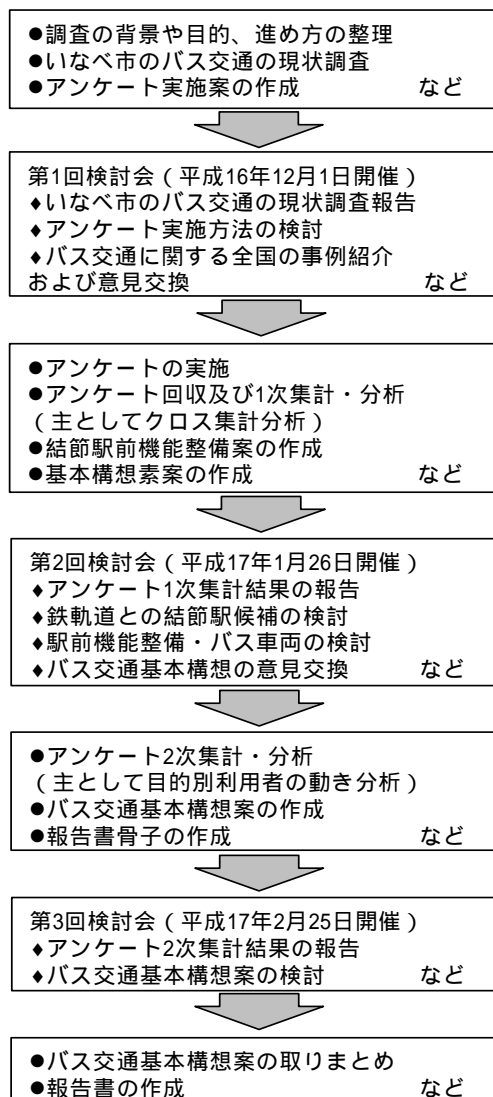 ●調査の背景や目的、進め方の整理
●いなべ市のバス交通の現状調査
●アンケート実施案の作成 など
第1回検討会（平成16年12月1日開催）
♦いなべ市のバス交通の現状調査報告
♦アンケート実施方法の検討
♦バス交通に関する全国の事例紹介
および意見交換 など
●アンケートの実施
●アンケート回収及び1次集計・分析
（主としてクロス集計分析）
●結節駅前機能整備案の作成
●基本構想素案の作成 など
第2回検討会（平成17年1月26日開催）
♦アンケート1次集計結果の報告
♦鉄軌道との結節駅候補の検討
♦駅前機能整備・バス車両の検討
♦バス交通基本構想の意見交換 など
●アンケート2次集計・分析
（主として目的別利用者の動き分析）
●バス交通基本構想案の作成
●報告書骨子の作成 など
第3回検討会（平成17年2月25日開催）
♦アンケート2次集計結果の報告
♦バス交通基本構想案の検討 など
●バス交通基本構想案の取りまとめ
●報告書の作成 など